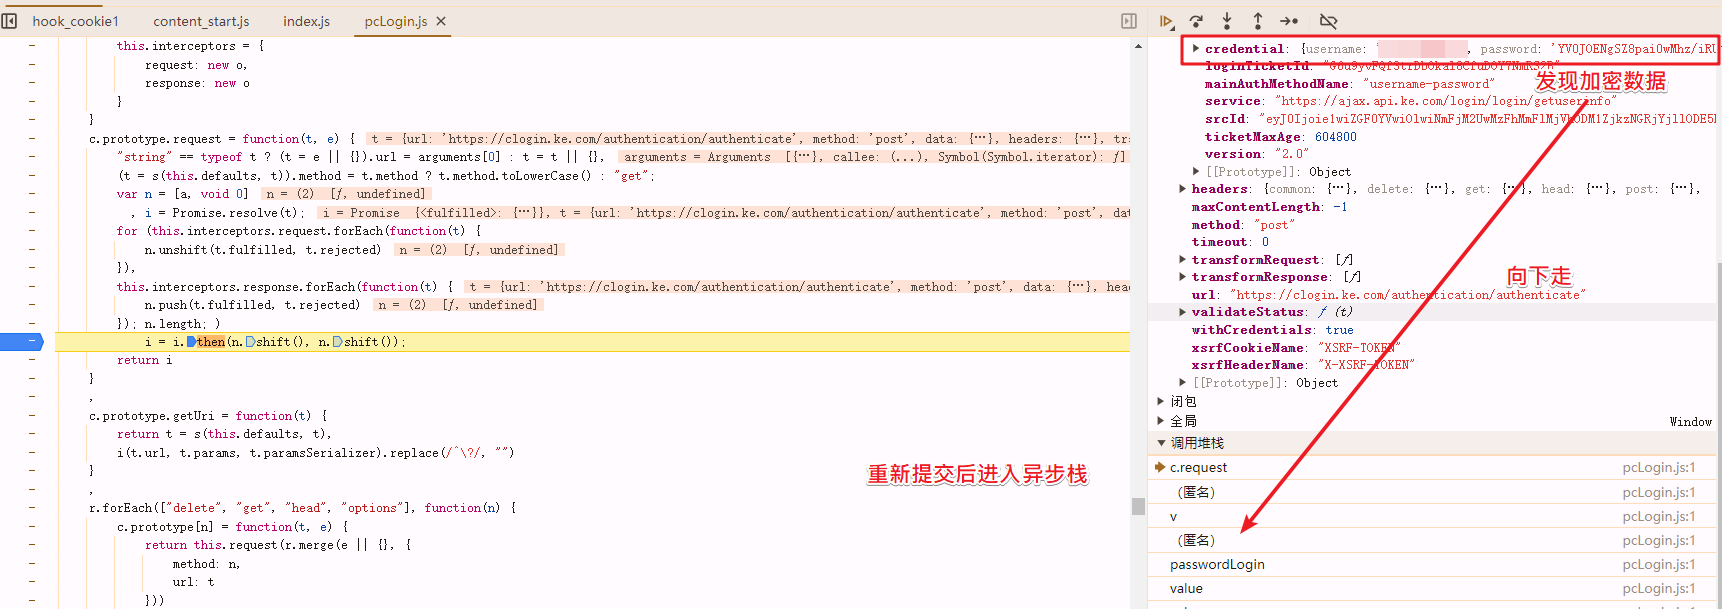 hook_cookie1 content_start.js index.js pcLogin.js
this.interceptors = {
request: new o,
response: new o
}
}
c.prototype.request = function(t, e) { t = {url: 'https://clogin.ke.com/authentication/authenticate', method: 'post', data: {…}, headers: {…}, tr
"string" == typeof t ? (t = e || {}).url = arguments[0] : t = t || {}, arguments = Arguments [{…}, callee: (...), Symbol(Symbol.iterator): ƒ]
(t = s(this.defaults, t)).method = t.method ? t.method.toLowerCase() : "get";
var n = [a, void 0] n = (2) [ƒ, undefined]
, i = Promise.resolve(t); i = Promise {<fulfilled>: {…}}, t = {url: 'https://clogin.ke.com/authentication/authenticate', method: 'post', dat
for (this.interceptors.request.forEach(function(t) {
n.unshift(t.fulfilled, t.rejected) n = (2) [ƒ, undefined]
}),
this.interceptors.response.forEach(function(t) { t = {url: 'https://clogin.ke.com/authentication/authenticate', method: 'post', data: {…}, head
n.push(t.fulfilled, t.rejected) n = (2) [ƒ, undefined]
}); n.length; )
i = i.then(n.shift(), n.shift());
return i
}
,
c.prototype.getUri = function(t) {
return t = s(this.defaults, t),
i(t.url, t.params, t.paramsSerializer).replace(/^\?/, "")
}
,
重新提交后进入异步栈
r.forEach(["delete", "get", "head", "options"], function(n) {
c.prototype[n] = function(t, e) {
return this.request(r.merge(e || {}, {
method: n,
url: t
}))
credential: {username: ' , password: 'YV0JOENgSZ8pai0wMhz/iRU
loginTicketId:
mainAuthMethodName: "username-password"
发现加密数据
service: "https://ajax.api.ke.com/login/login/getuserinfo"
srcId:
ticketMaxAge: 604800
version: "2.0"
[[Prototype]]: Object
headers: {common: {…}, delete: {…}, get: {…}, head: {…}, post: {…},
maxContentLength: -1
method: "post"
timeout: 0
transformRequest: [ƒ]
transformResponse: [ƒ]
向下走
url: "https://clogin.ke.com/authentication/authenticate"
validateStatus: ƒ (t)
withCredentials: true
xsrfCookieName: "XSRF-TOKEN"
xsrfHeaderName: "X-XSRF-TOKEN"
[[Prototype]]: Object
闭包
全局 Window
调用堆栈
c.request pcLogin.js:1
(匿名) pcLogin.js:1
v pcLogin.js:1
(匿名) pcLogin.js:1
passwordLogin pcLogin.js:1
value pcLogin.js:1